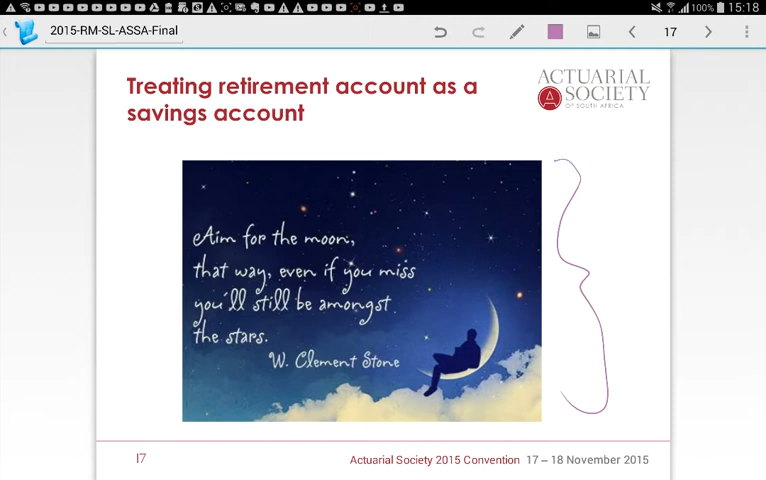 100%
15:18
2015-RM-SL-ASSA-Final
17
Treating retirement account as a
savings account
ACTUARIAL
SOCIETY
OF SOUTH AFRICA
Aim for the moon,
that way, even if you miss
you'll still be amongst
the stars.
W. Clement Stone
17
Actuarial Society 2015 Convention 17 – 18 November 2015